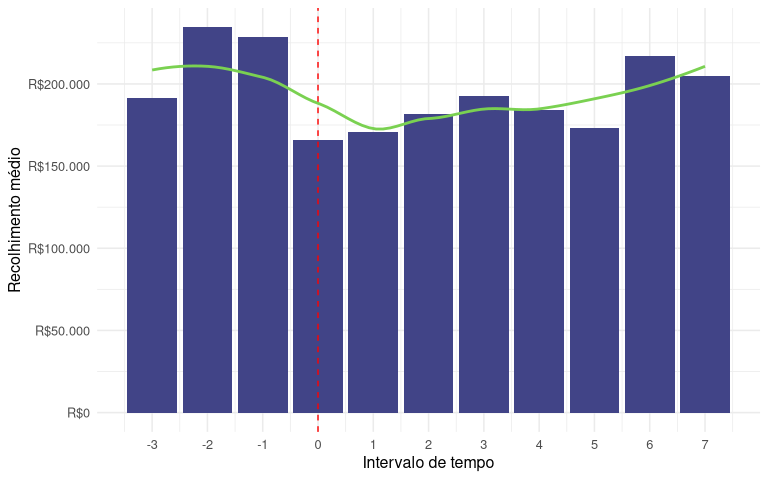 Recolhimento médio
R$200.000
R$150.000
R$100.000
R$50.000
R$0
-3 -2 -1 0 1 2 3 4 5 6 7
Intervalo de tempo